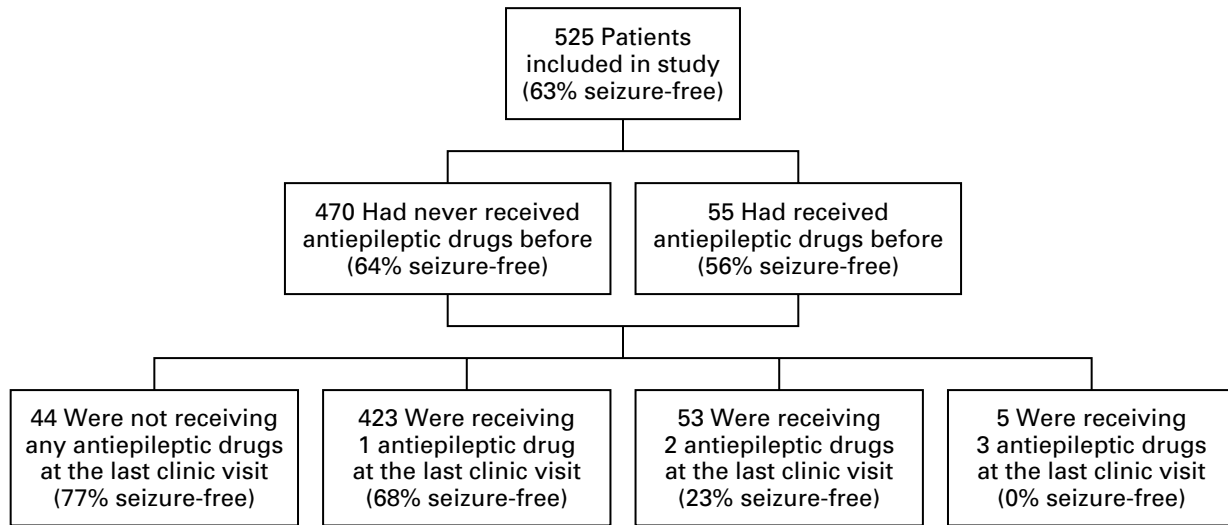 525 Patients
included in study
(63% seizure-free)
470 Had never received
antiepileptic drugs before
(64% seizure-free)
55 Had received
antiepileptic drugs before
(56% seizure-free)
44 Were not receiving
any antiepileptic drugs
at the last clinic visit
(77% seizure-free)
423 Were receiving
1 antiepileptic drug
at the last clinic visit
(68% seizure-free)
53 Were receiving
2 antiepileptic drugs
at the last clinic visit
(23% seizure-free)
5 Were receiving
3 antiepileptic drugs
at the last clinic visit
(0% seizure-free)